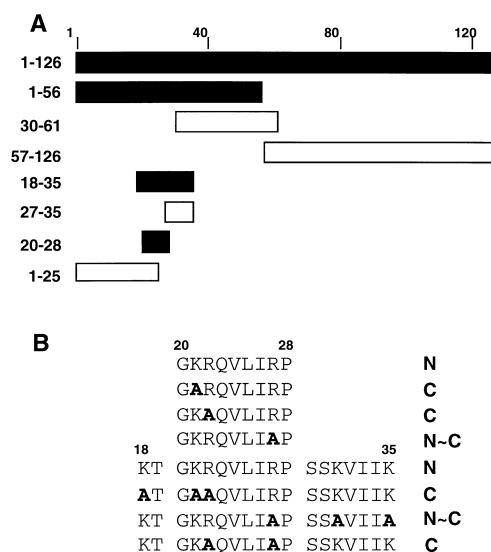 A
1 40 80 120
1-126
1-56
30-61
57-126
18-35
27-35
20-28
1-25
B
20 28
GKRQVLIRP N
GARQVLIRP C
GKAQVLIRP C
GKRQVLIAP N~C
18 35
KT GKRQVLIRP SSKVIIK N
AT GAAQVLIRP SSKVIIK C
KT GKRQVLIAP SSAVIIA N~C
KT GKAQVLIAP SSKVIIK C